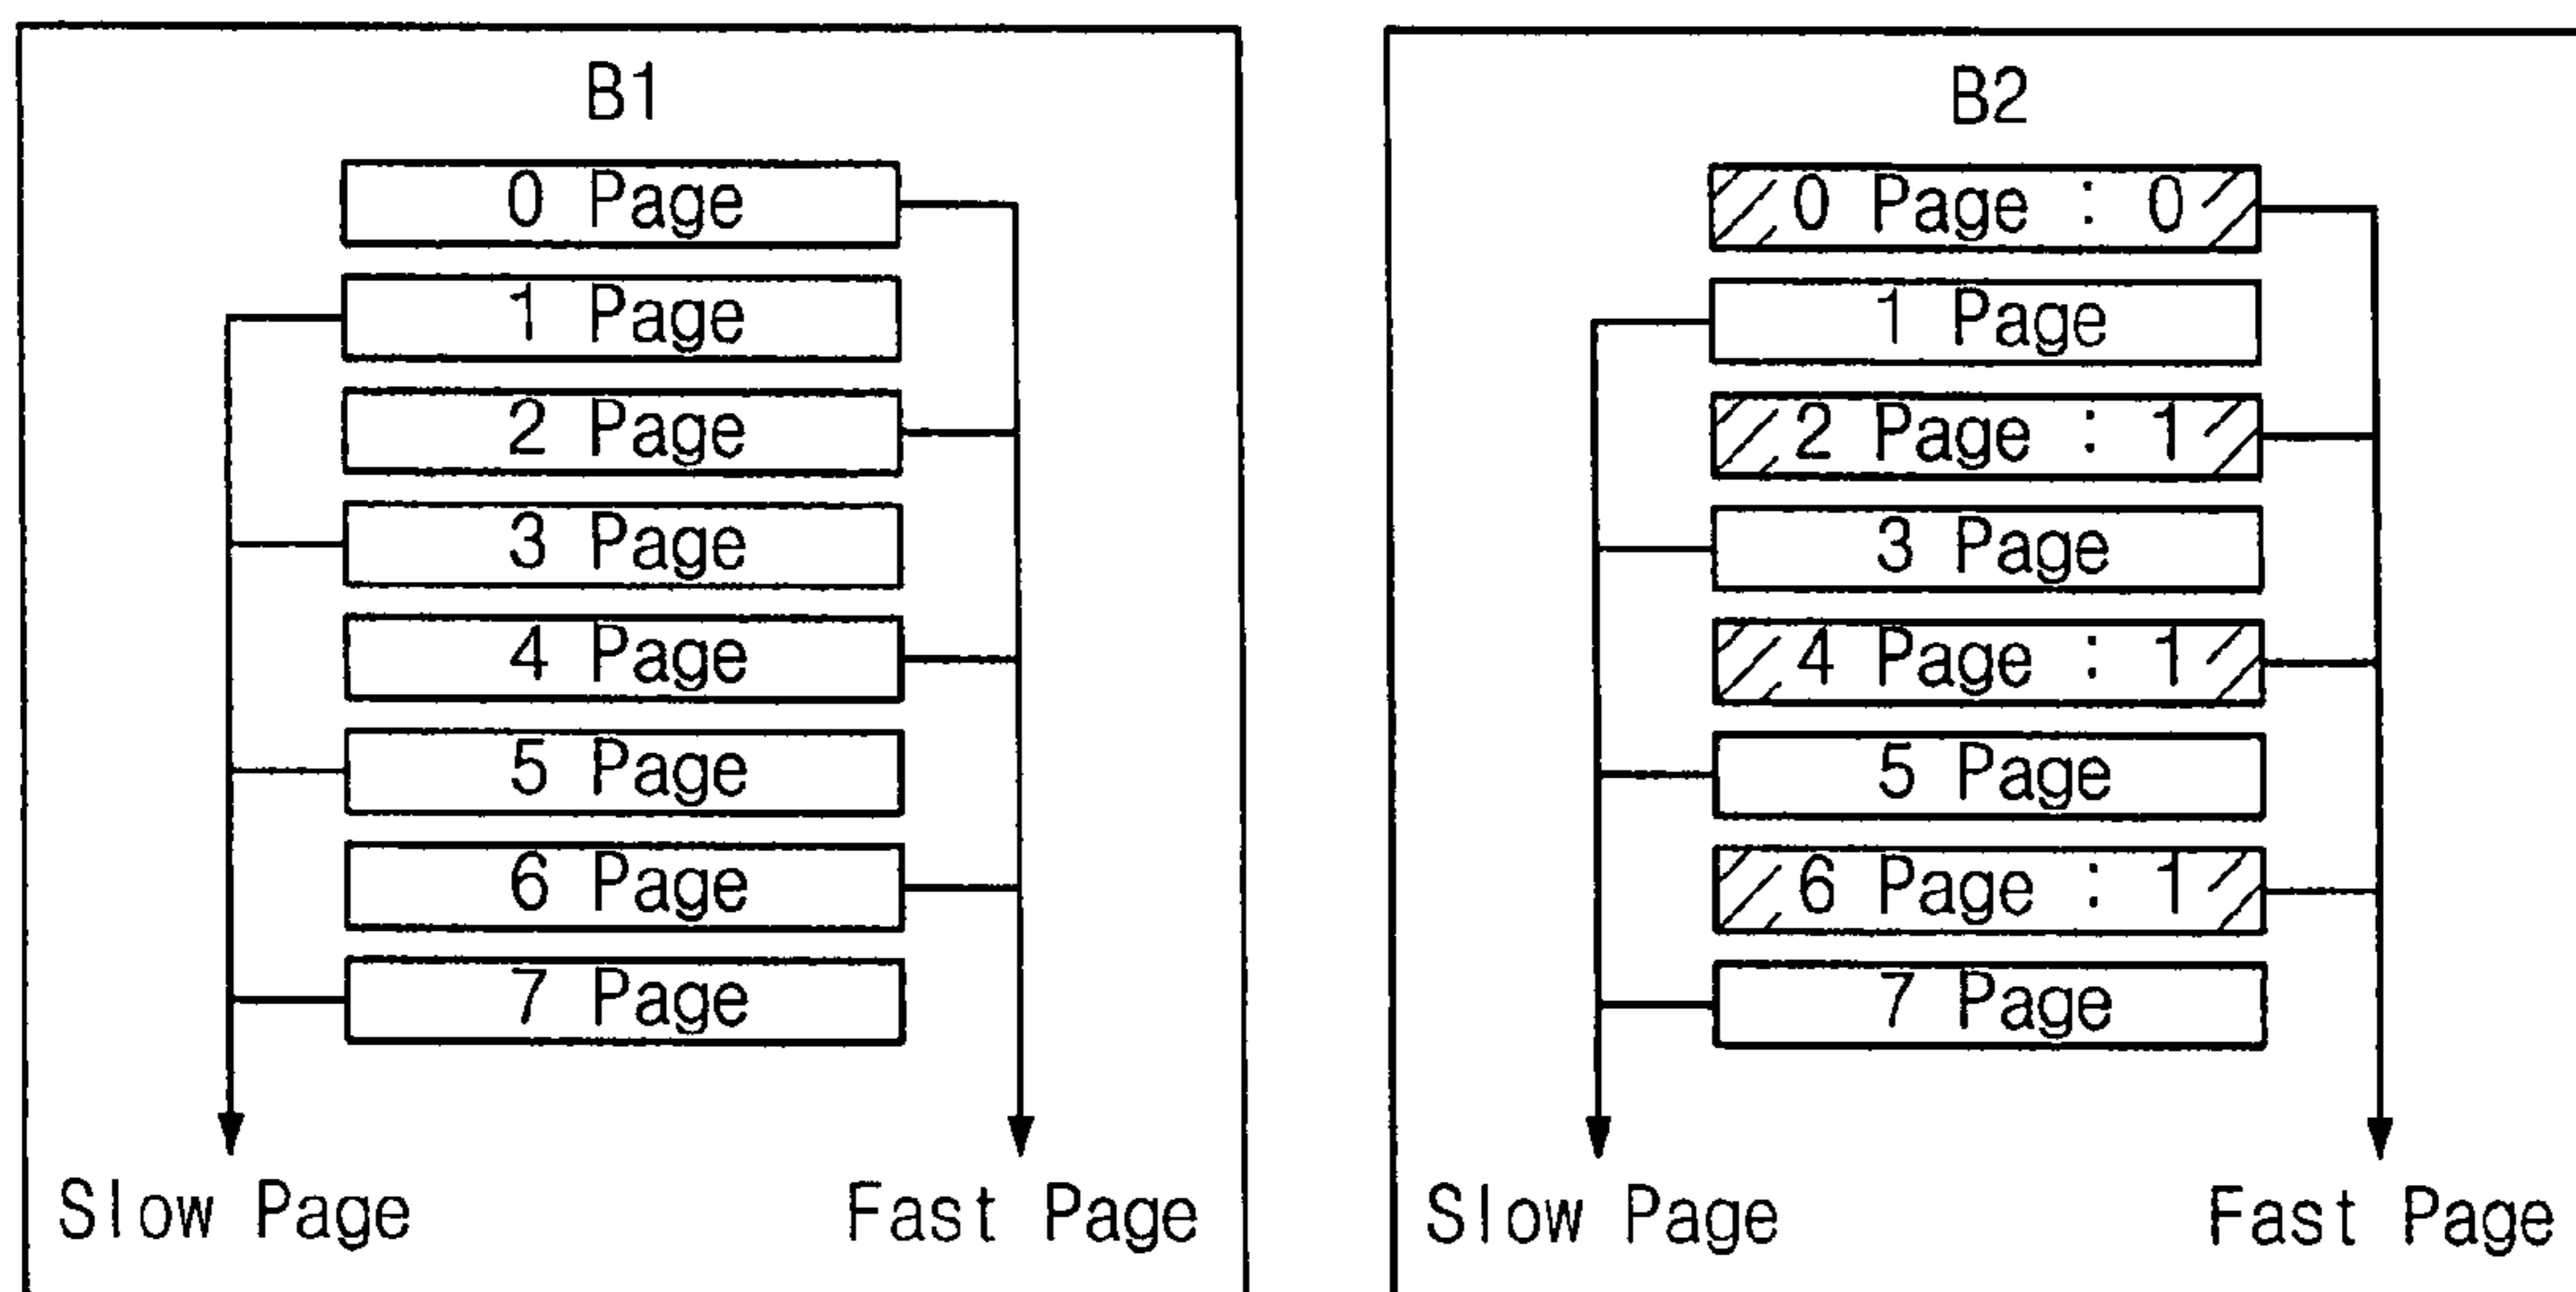 B1
0 Page
1 Page
2 Page
3 Page
4 Page
5 Page
6 Page
7 Page
Slow Page
Fast Page
B2
0 Page : 0
1 Page
2 Page : 1
3 Page
4 Page : 1
5 Page
6 Page : 1
7 Page
Slow Page
Fast Page